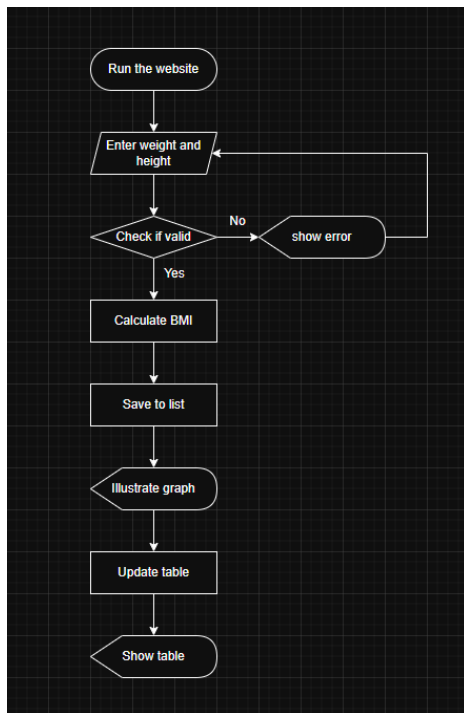 Run the website
Enter weight and
height
Check if valid
No
show error
Yes
Calculate BMI
Save to list
Illustrate graph
Update table
Show table